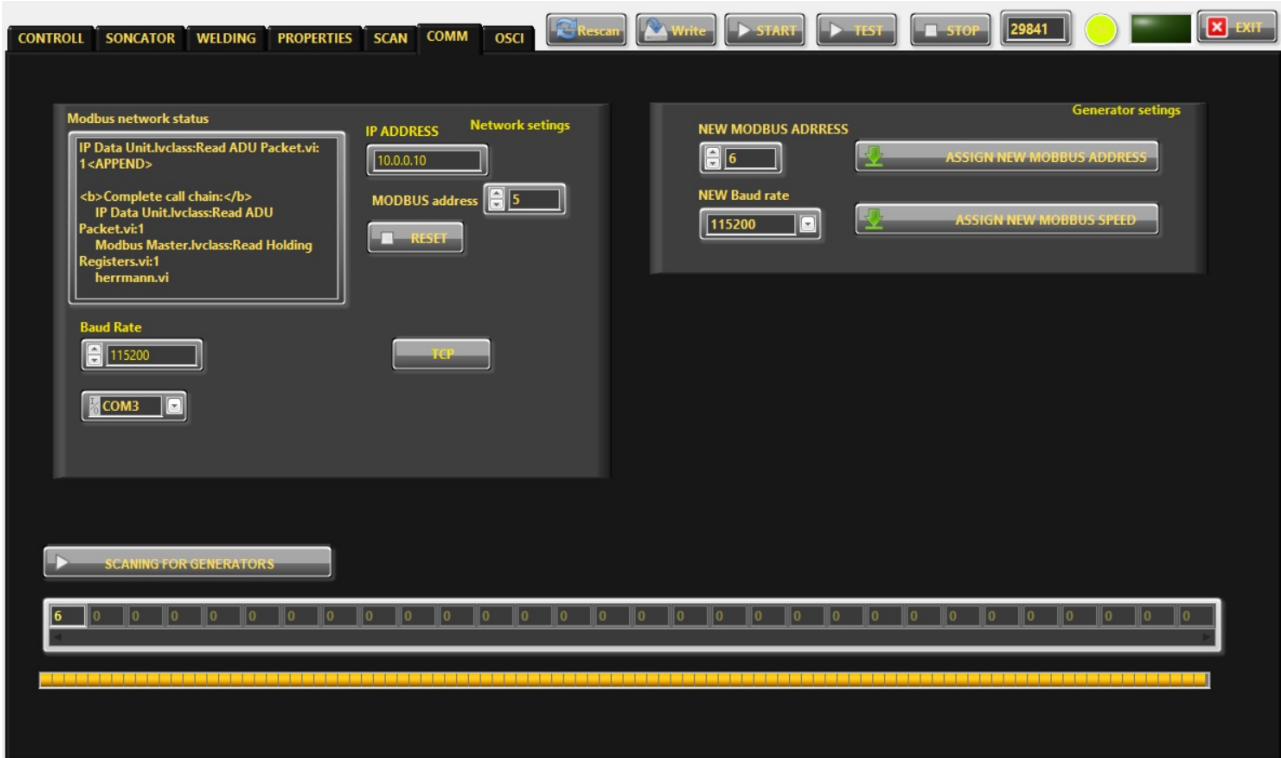 CONTROLL SONCATOR WELDING PROPERTIES SCAN COMM OSCI Rescan Write START TEST STOP 29841 EXIT
Modbus network status
IP Data Unit.lvclass:Read ADU Packet.vi:
1<APPEND>
<b>Complete call chain:</b>
IP Data Unit.lvclass:Read ADU
Packet.vi:1
Modbus Master.lvclass:Read Holding
Registers.vi:1
herrmann.vi
Network setings
IP ADDRESS
10.0.0.10
MODBUS address 5
RESET
Baud Rate
115200
TCP
COM3
Generator setings
NEW MODBUS ADRRESS
6
ASSIGN NEW MOBBUS ADDRESS
NEW Baud rate
115200
ASSIGN NEW MOBBUS SPEED
SCANING FOR GENERATORS
6 0 0 0 0 0 0 0 0 0 0 0 0 0 0 0 0 0 0 0 0 0 0 0 0 0 0 0 0 0